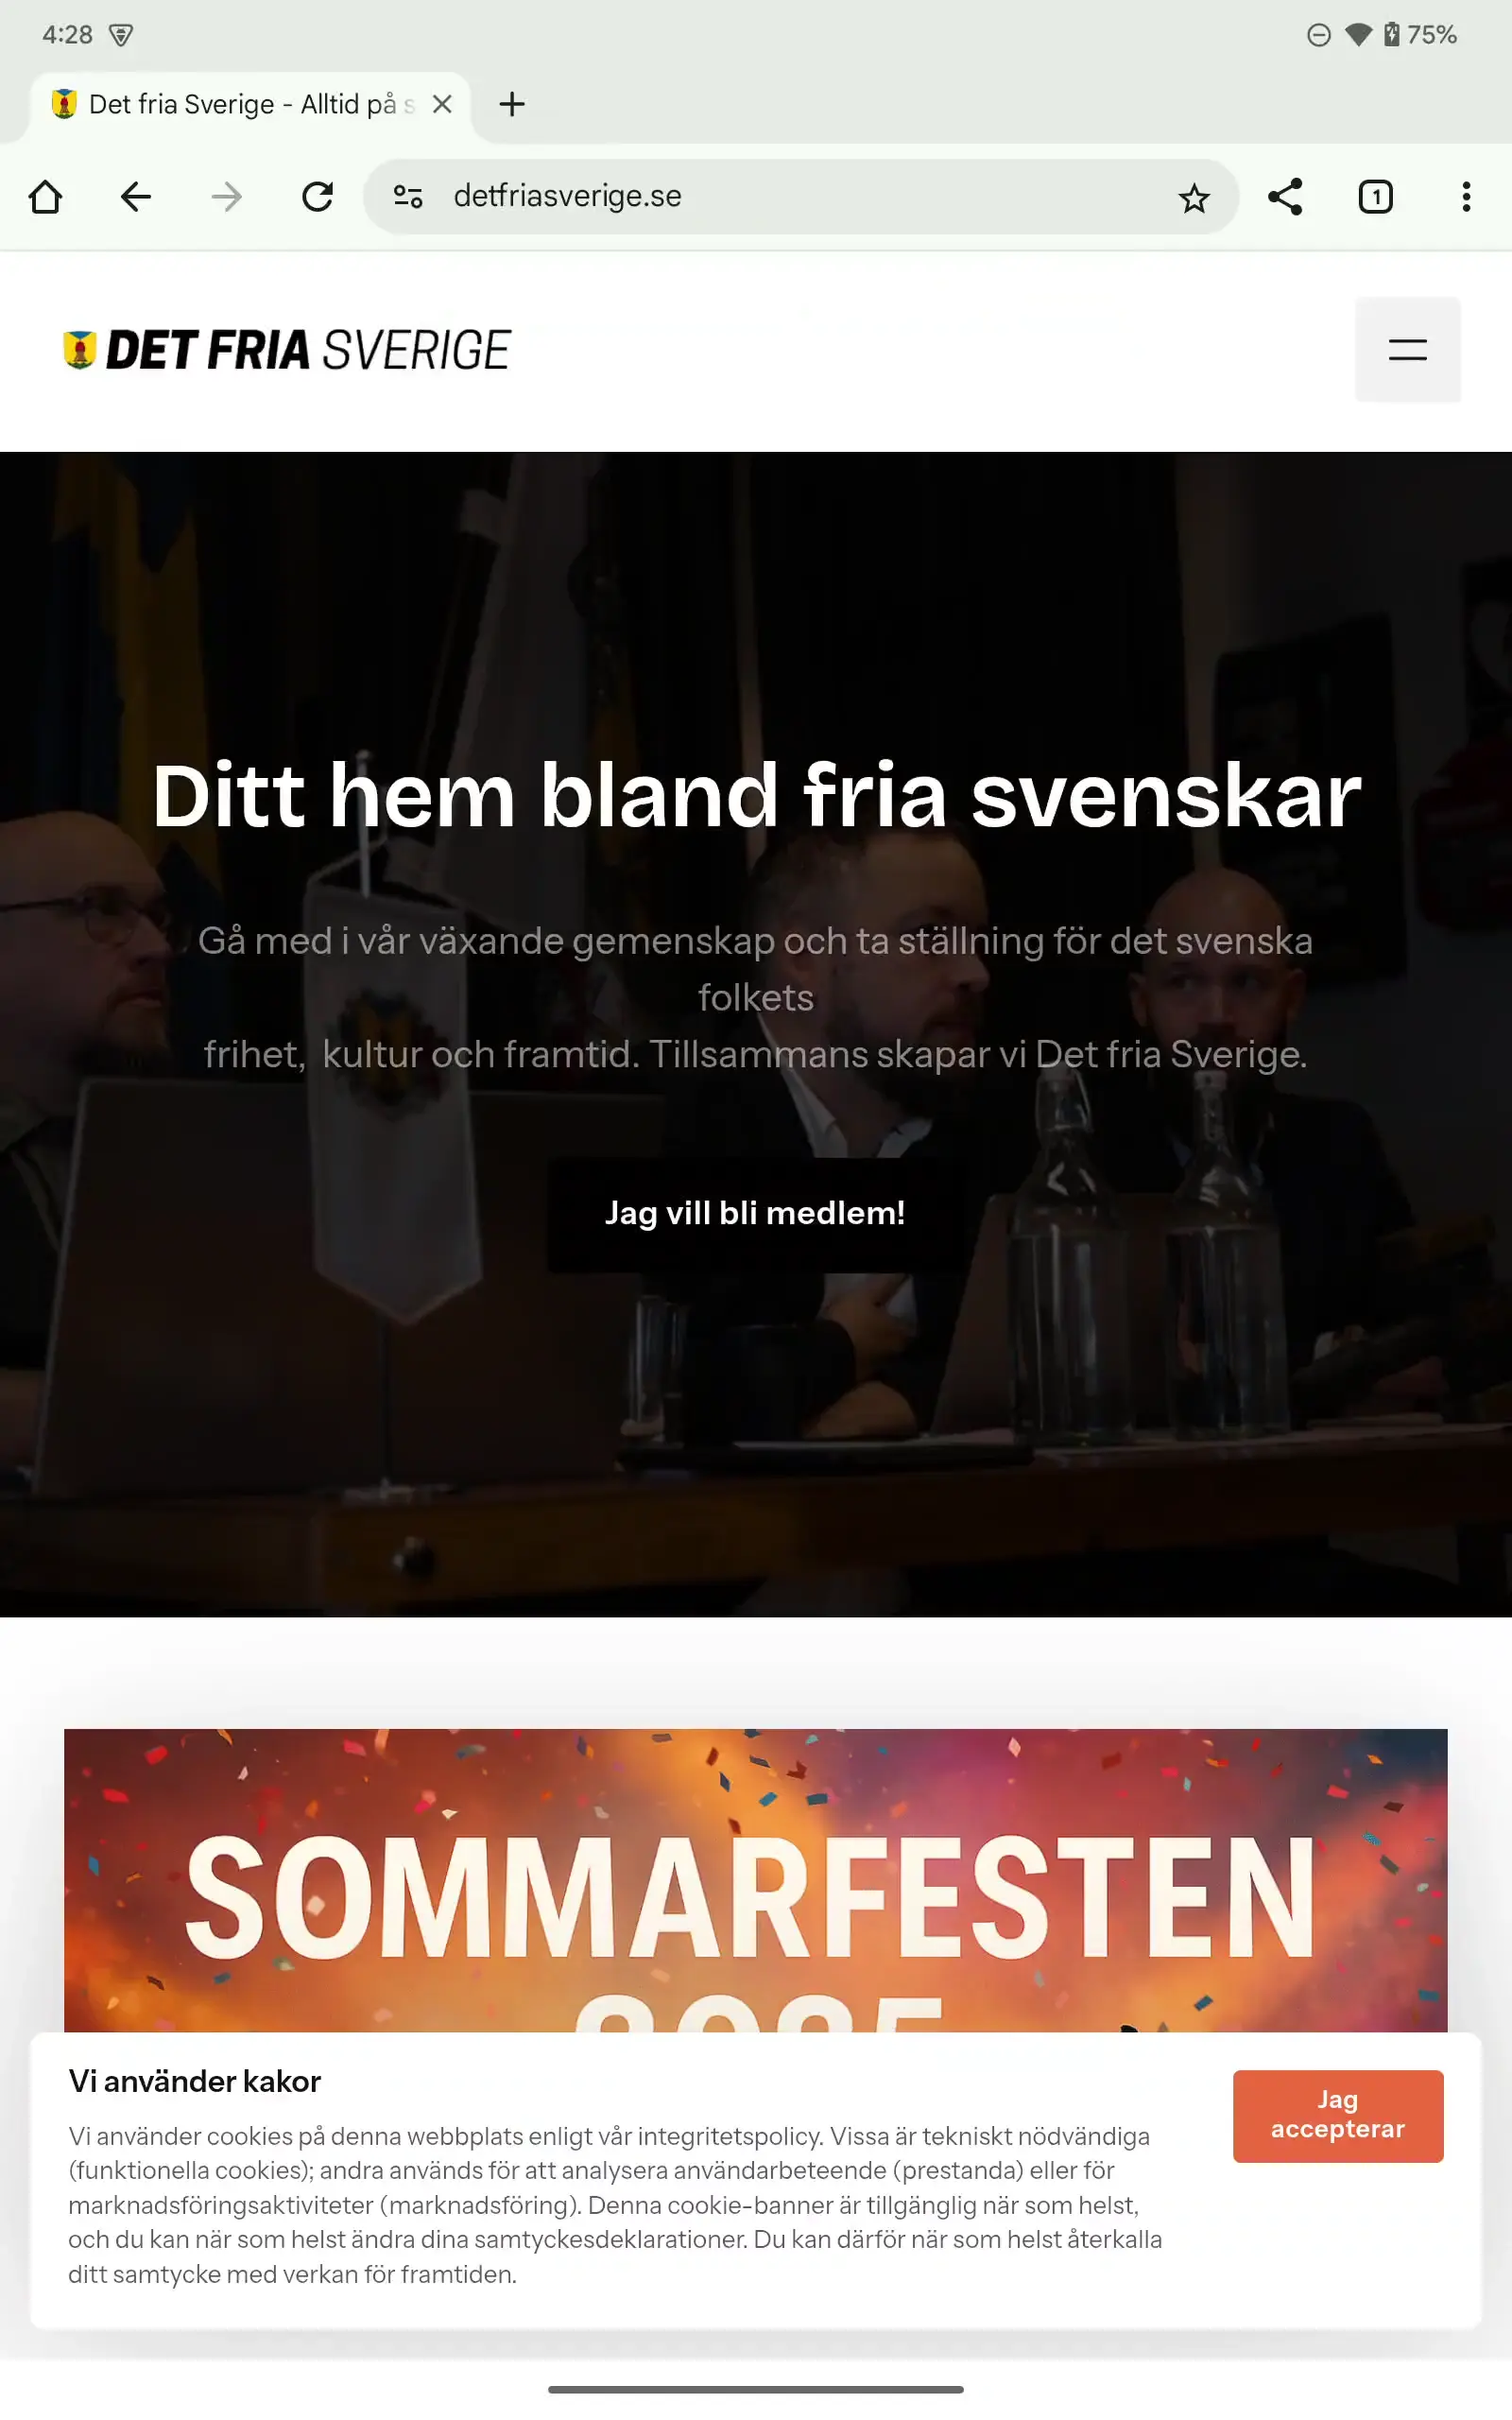 4:28
75%
Det fria Sverige - Alltid på s
detfriasverige.se
1
DET FRIA SVERIGE
Ditt hem bland fria svenskar
Gå med i vår växande gemenskap och ta ställning för det svenska
folkets
frihet, kultur och framtid. Tillsammans skapar vi Det fria Sverige.
Jag vill bli medlem!
SOMMARFESTEN
2025
Vi använder kakor
Vi använder cookies på denna webbplats enligt vår integritetspolicy. Vissa är tekniskt nödvändiga
(funktionella cookies); andra används för att analysera användarbeteende (prestanda) eller för
marknadsföringsaktiviteter (marknadsföring). Denna cookie-banner är tillgänglig när som helst,
och du kan när som helst ändra dina samtyckesdeklarationer. Du kan därför när som helst återkalla
ditt samtycke med verkan för framtiden.
Jag
accepterar